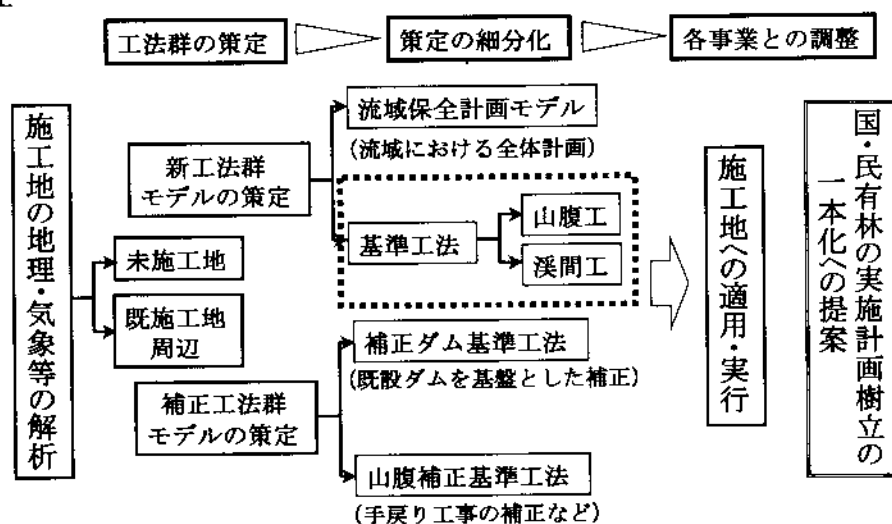 工法群の策定
策定の細分化
各事業との調整
施工地の地理・気象等の解析
未施工地
既施工地
周辺
新工法群
モデルの策定
流域保全計画モデル
(流域における全体計画)
基準工法
山腹工
渓間工
補正工法群
モデルの策定
補正ダム基準工法
(既設ダムを基盤とした補正)
山腹補正基準工法
(手戻り工事の補正など)
施工地への適用・実行
国・民有林の実施計画樹立の
一本化への提案